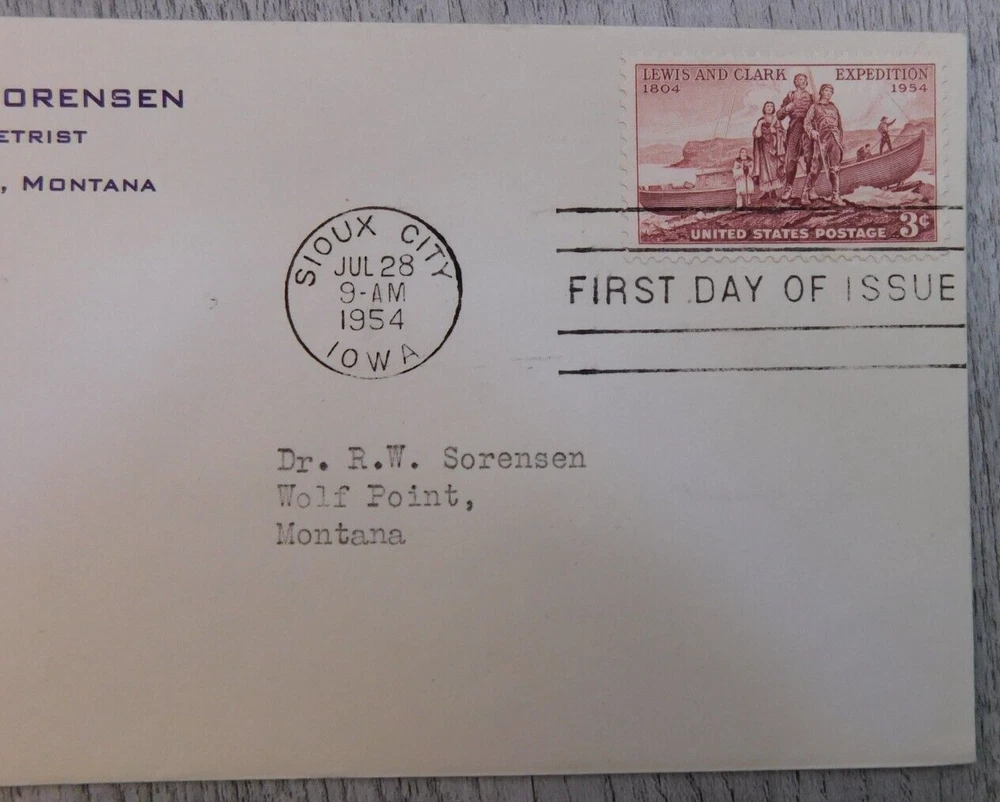 ORENSEN
ETRIST
, MONTANA
LEWIS AND CLARK EXPEDITION
1804 1954
UNITED STATES POSTAGE 3¢
SIOUX CITY
JUL 28
9-AM
1954
IOWA
FIRST DAY OF ISSUE
Dr. R.W. Sorensen
Wolf Point,
Montana